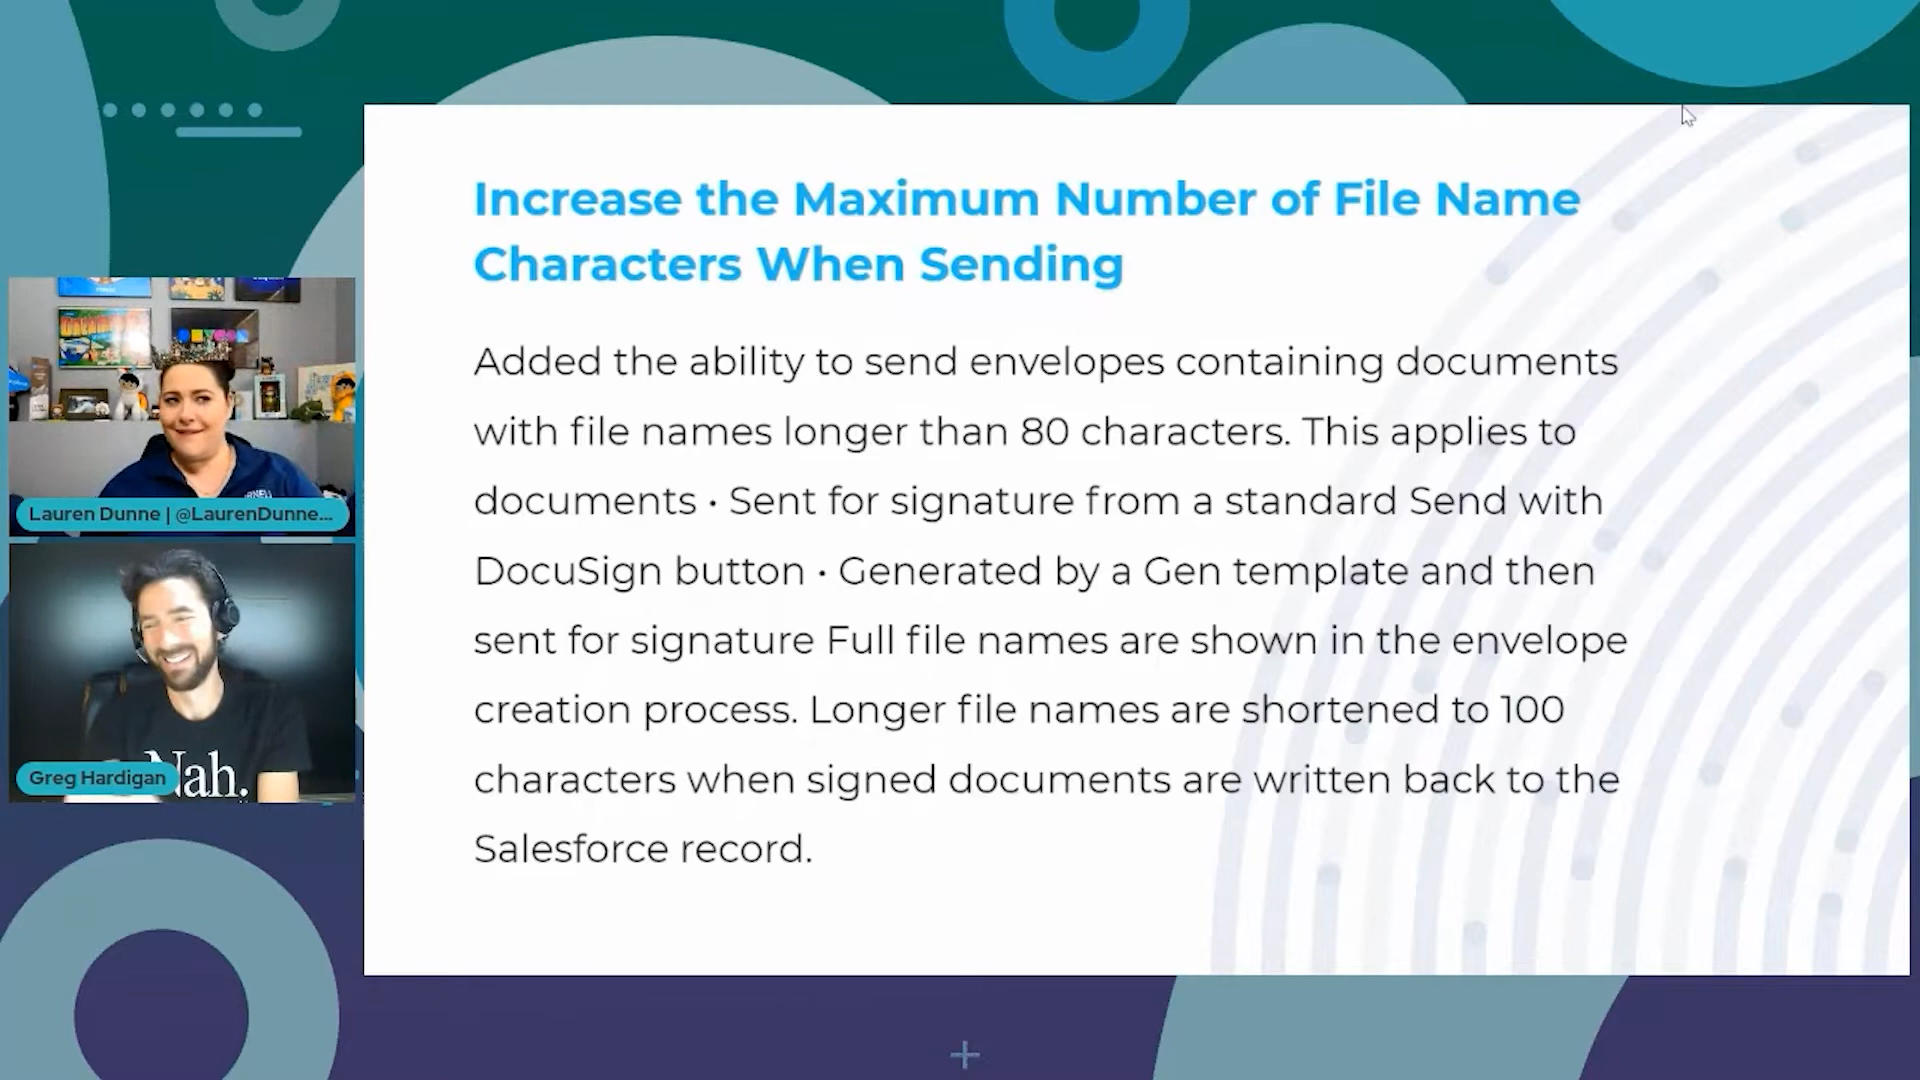 Increase the Maximum Number of File Name
Characters When Sending
Added the ability to send envelopes containing documents
with file names longer than 80 characters. This applies to
documents • Sent for signature from a standard Send with
DocuSign button • Generated by a Gen template and then
sent for signature Full file names are shown in the envelope
creation process. Longer file names are shortened to 100
characters when signed documents are written back to the
Salesforce record.
Lauren Dunne | @LaurenDunne...
Nah.
Greg Hardigan